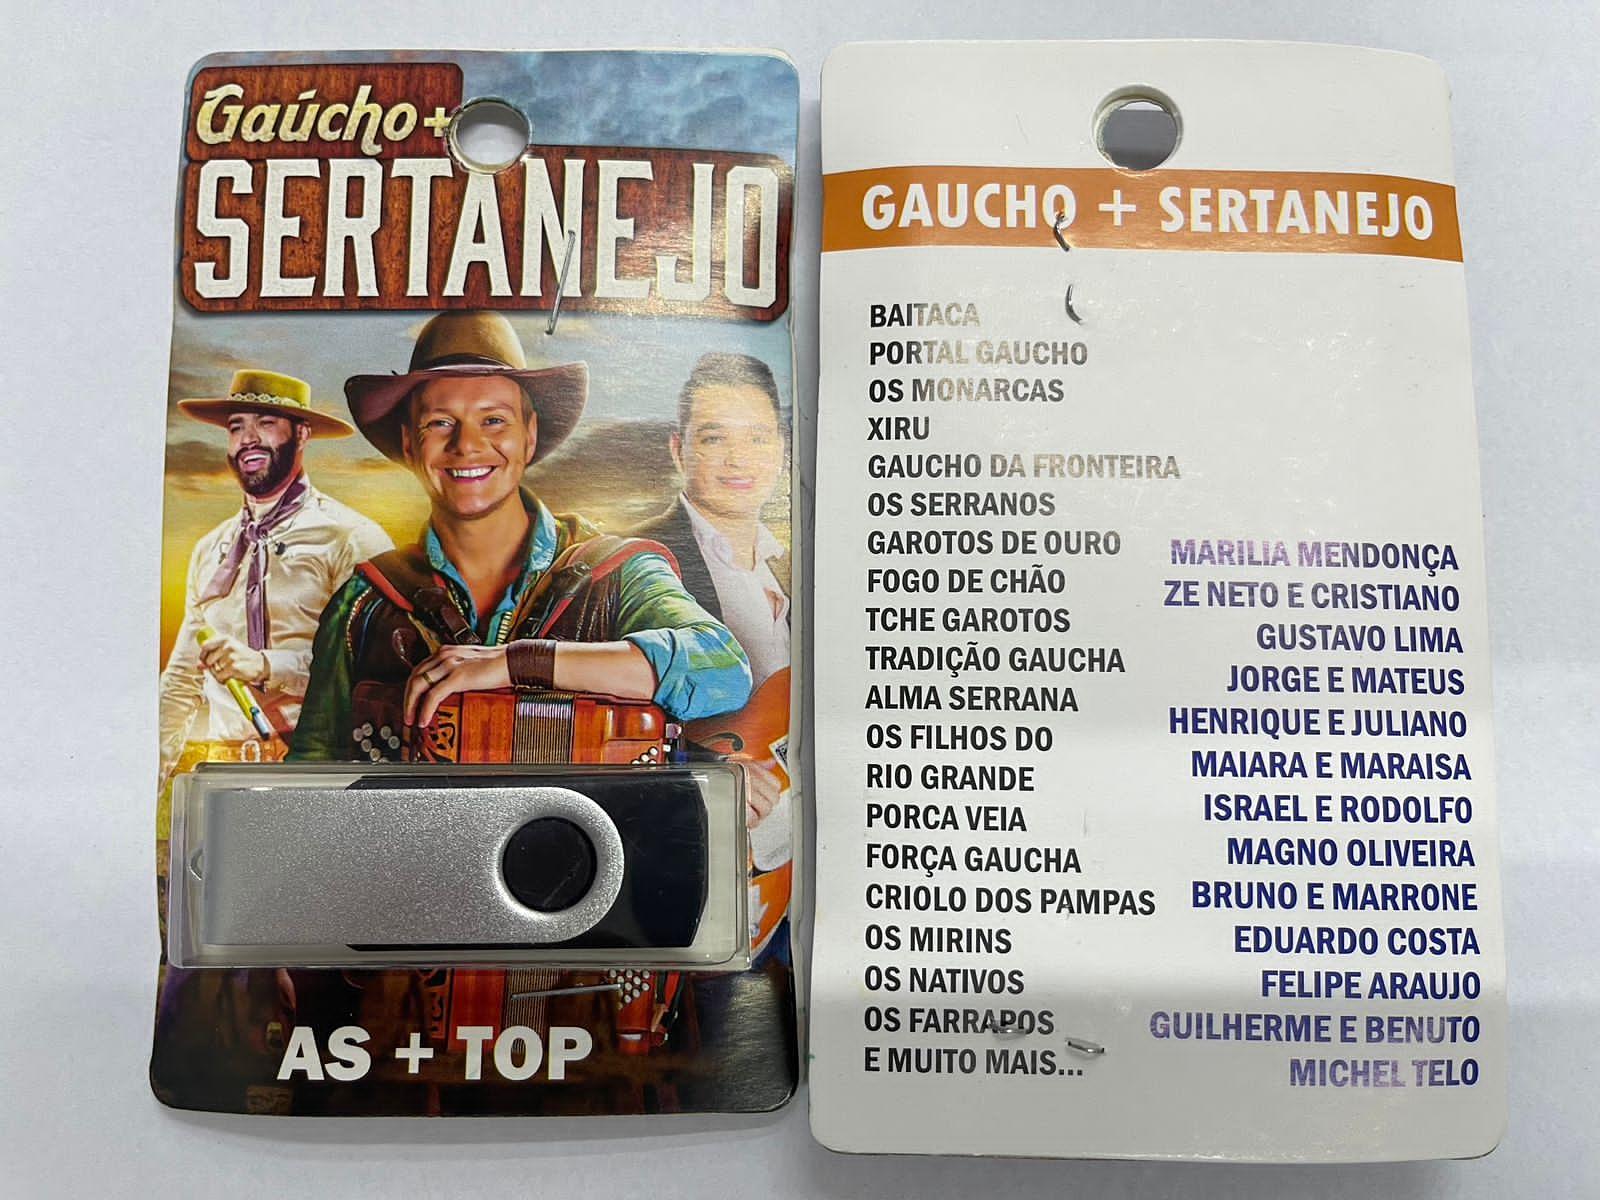 Gaúcho+
SERTANEJO
AS + TOP
GAUCHO + SERTANEJO
BAITACA
PORTAL GAUCHO
OS MONARCAS
XIRU
GAUCHO DA FRONTEIRA
OS SERRANOS
GAROTOS DE OURO
FOGO DE CHÃO
TCHE GAROTOS
TRADIÇÃO GAUCHA
ALMA SERRANA
OS FILHOS DO
RIO GRANDE
PORCA VEIA
FORÇA GAUCHA
CRIOLO DOS PAMPAS
OS MIRINS
OS NATIVOS
OS FARRAPOS
E MUITO MAIS...
MARILIA MENDONÇA
ZE NETO E CRISTIANO
GUSTAVO LIMA
JORGE E MATEUS
HENRIQUE E JULIANO
MAIARA E MARAISA
ISRAEL E RODOLFO
MAGNO OLIVEIRA
BRUNO E MARRONE
EDUARDO COSTA
FELIPE ARAUJO
GUILHERME E BENUTO
MICHEL TELO